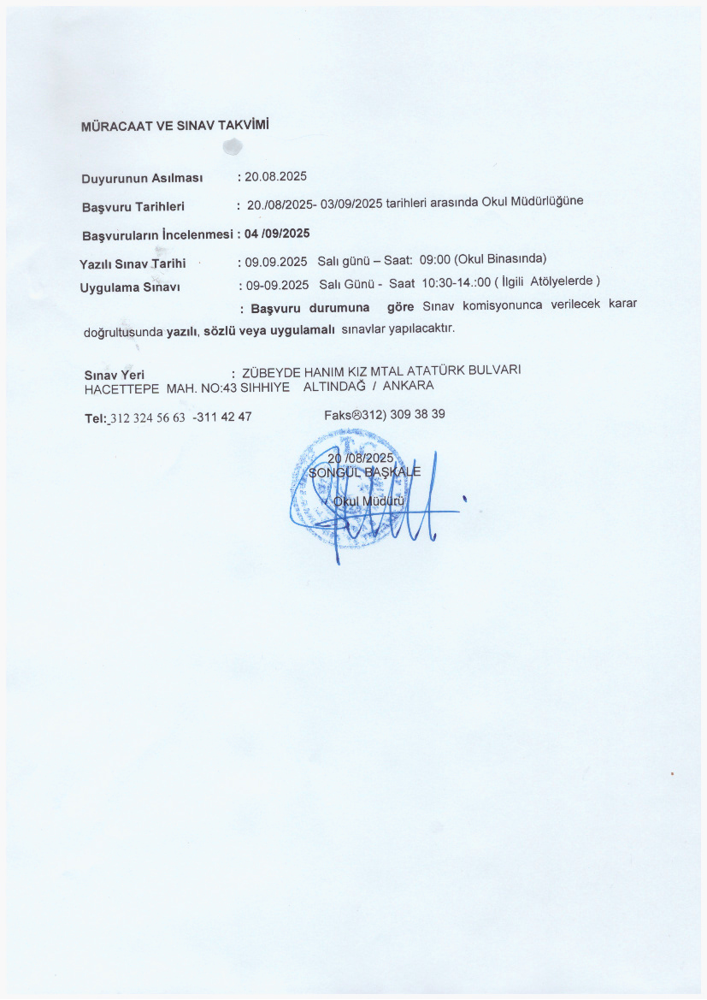 MÜRACAAT VE SINAV TAKVİMİ
Duyurunun Asılması : 20.08.2025
Başvuru Tarihleri : 20./08/2025- 03/09/2025 tarihleri arasında Okul Müdürlüğüne
Başvuruların İncelenmesi : 04 /09/2025
Yazılı Sınav Tarihi : 09.09.2025 Salı günü – Saat: 09:00 (Okul Binasında)
Uygulama Sınavı : 09-09.2025 Salı Günü - Saat 10:30-14.:00 ( İlgili Atölyelerde )
: Başvuru durumuna göre Sınav komisyonunca verilecek karar
doğrultusunda yazılı, sözlü veya uygulamalı sınavlar yapılacaktır.
Sınav Yeri : ZÜBEYDE HANIM KIZ MTAL ATATÜRK BULVARI
HACETTEPE MAH. NO:43 SIHHIYE ALTINDAĞ / ANKARA
Tel: 312 324 56 63 -311 42 47 Faks®312) 309 38 39
T.C.
20 /08/2025
SONGÜL BAŞKALE
Okul Müdürü